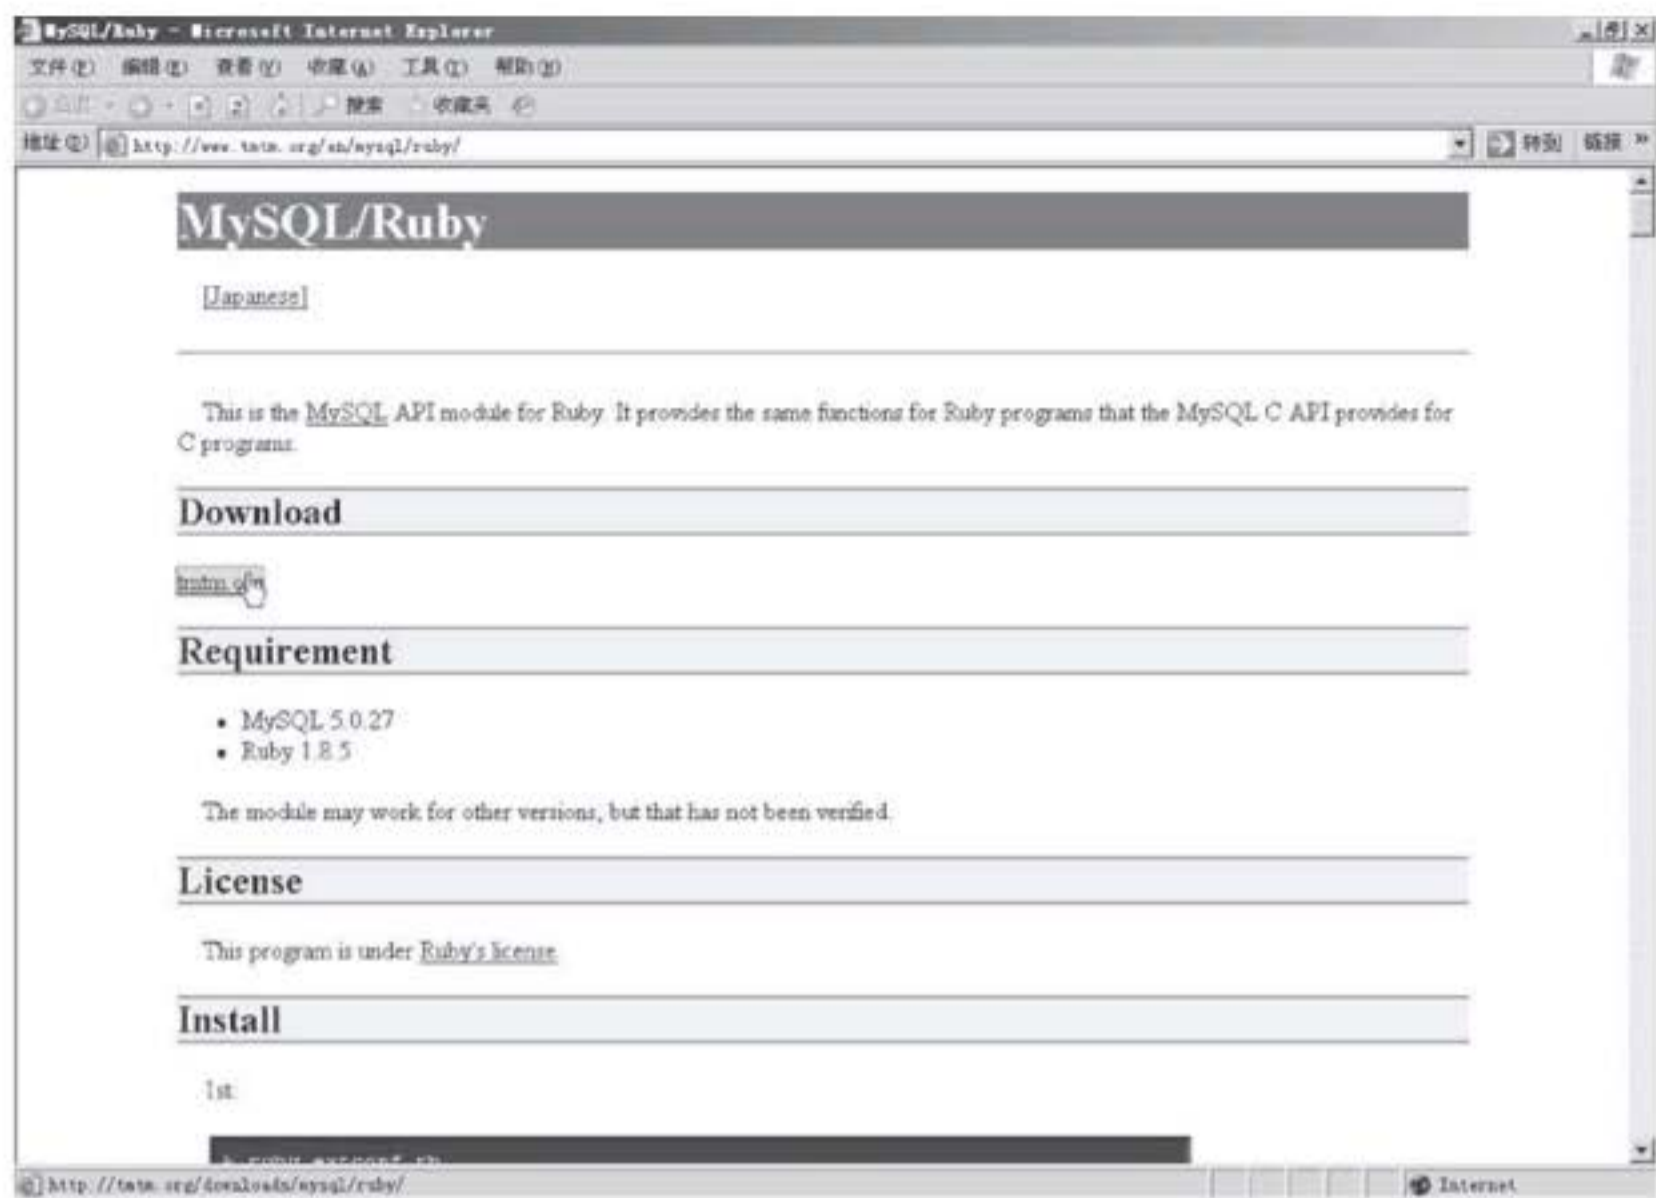 MySQL/Ruby - Microsoft Internet Explorer
文件(F) 编辑(E) 查看(V) 收藏(A) 工具(T) 帮助(H)
搜索 收藏夹
地址(D) http://www.tmtm.org/en/mysql/ruby/ 转到 链接 »
MySQL/Ruby
[Japanese]
This is the MySQL API module for Ruby. It provides the same functions for Ruby programs that the MySQL C API provides for
C programs.
Download
Requirement
• MySQL 5.0.27
• Ruby 1.8.5
The module may work for other versions, but that has not been verified.
License
This program is under Ruby's license
Install
1st.
% ruby extconf.rb
http://tmtm.org/downloads/mysql/ruby/ Internet